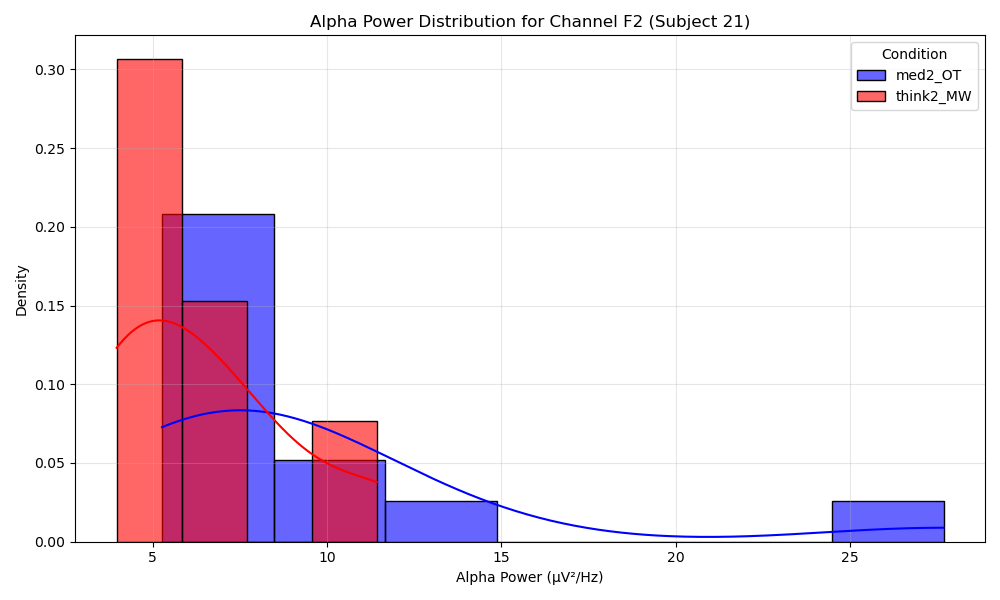 Alpha Power Distribution for Channel F2 (Subject 21)
Condition
med2_OT
think2_MW
Density
0.30
0.25
0.20
0.15
0.10
0.05
0.00
5
10
15
20
25
Alpha Power (µV²/Hz)